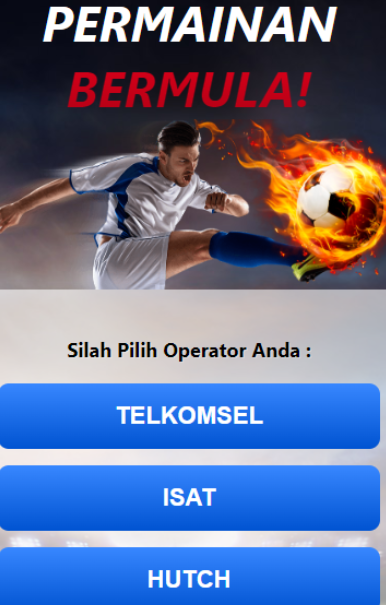 PERMAINAN
BERMULA!
Silah Pilih Operator Anda :
TELKOMSEL
ISAT
HUTCH